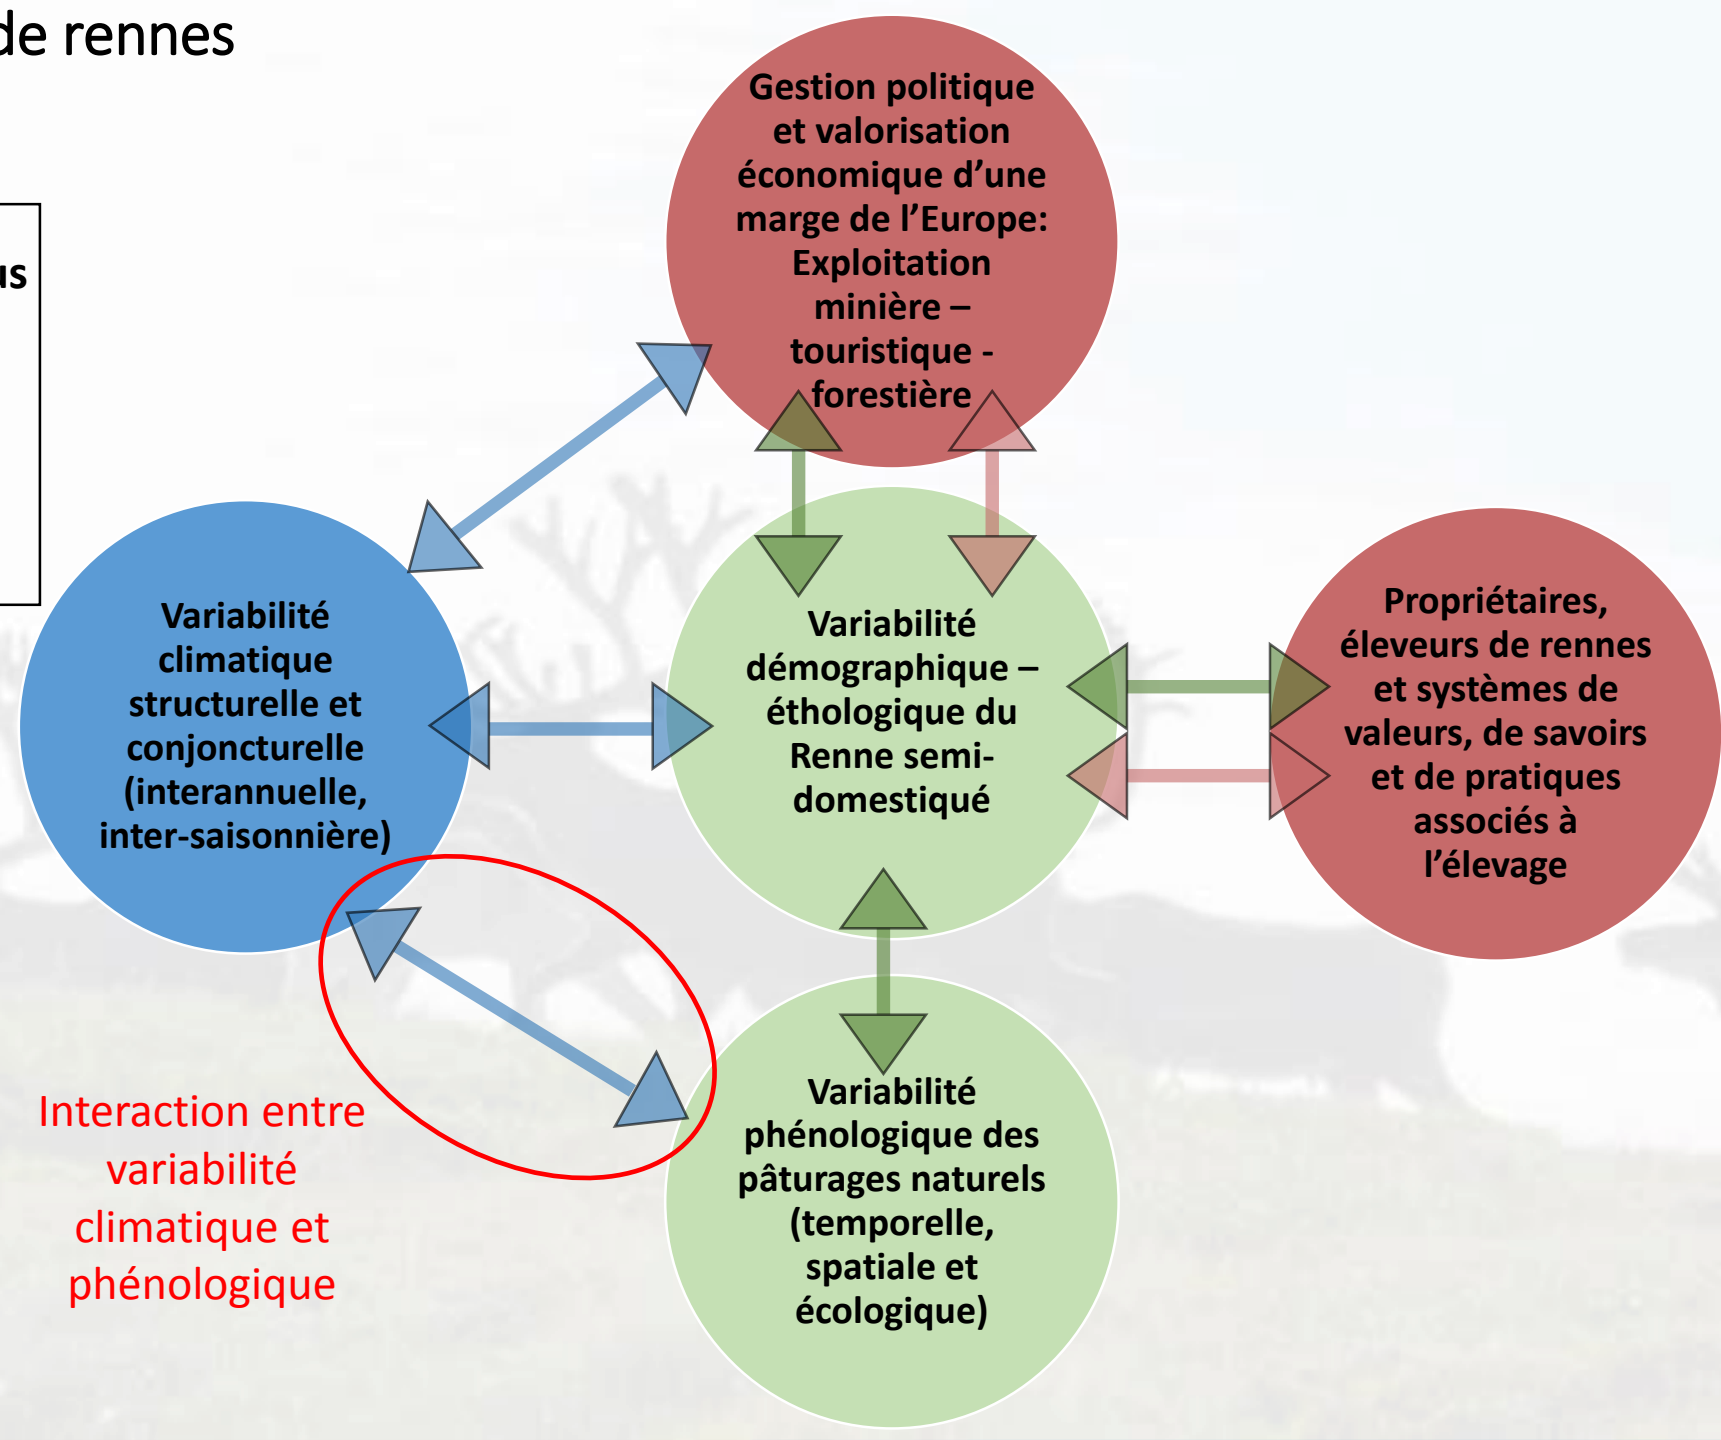 de rennes
Gestion politique
et valorisation
économique d’une
marge de l’Europe:
Exploitation
minière –
touristique -
forestière
Variabilité
climatique
structurelle et
conjoncturelle
(interannuelle,
inter-saisonnière)
Variabilité
démographique –
éthologique du
Renne semi-
domestiqué
Propriétaires,
éleveurs de rennes
et systèmes de
valeurs, de savoirs
et de pratiques
associés à
l’élevage
Interaction entre
variabilité
climatique et
phénologique
Variabilité
phénologique des
pâturages naturels
(temporelle,
spatiale et
écologique)